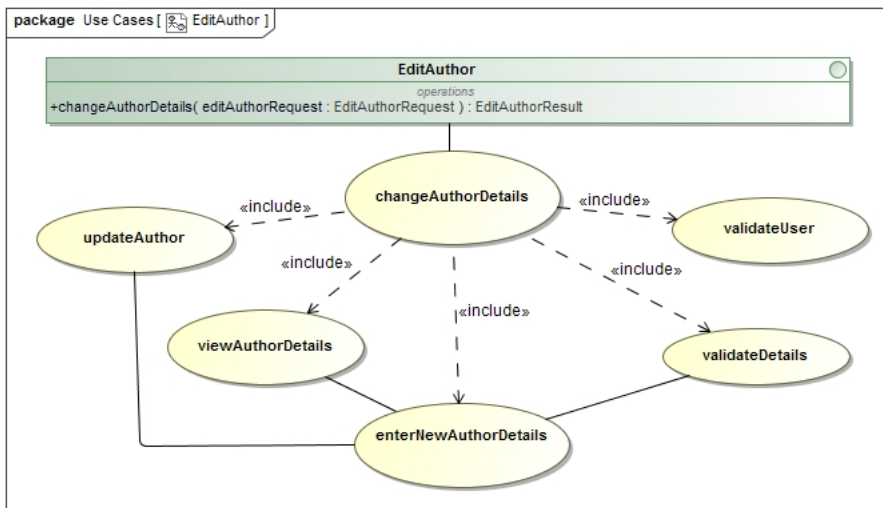 package Use Cases [ EditAuthor ]
EditAuthor
operations
+changeAuthorDetails( editAuthorRequest : EditAuthorRequest ) : EditAuthorResult
changeAuthorDetails
«include»
«include»
updateAuthor
validateUser
«include»
«include»
«include»
viewAuthorDetails
validateDetails
enterNewAuthorDetails